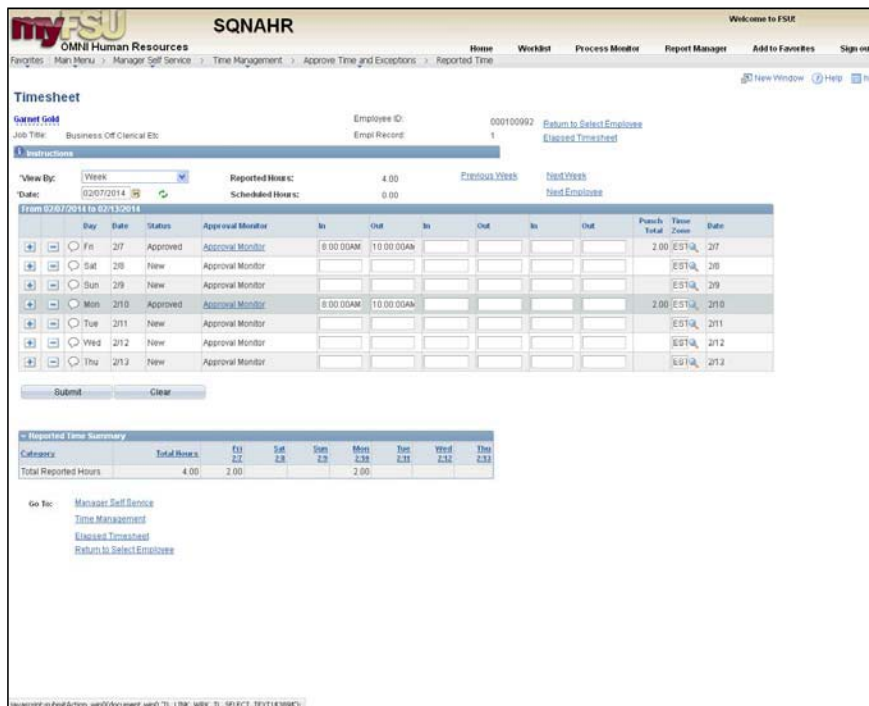 myFSU
SQNAHR
Welcome to FSU!
OMNI Human Resources
Home Worklist Process Monitor Report Manager Add to Favorites Sign out
Favorites Main Menu > Manager Self Service > Time Management > Approve Time and Exceptions > Reported Time
New Window Help
Timesheet
Garnet Gold Employee ID: 000100992 Return to Select Employee
Job Title: Business Off Clerical Etc Empl Record: 1 Elapsed Timesheet
Instructions
*View By: Week Reported Hours: 4.00 Previous Week Next Week
*Date: 02/07/2014 Scheduled Hours: 0.00 Next Employee
From 02/07/2014 to 02/13/2014
Day Date Status Approval Monitor In Out In Out In Out Punch Total Time Zone Date
Fri 2/7 Approved Approval Monitor 8:00:00AM 10:00:00AM 2.00 EST 2/7
Sat 2/8 New Approval Monitor EST 2/8
Sun 2/9 New Approval Monitor EST 2/9
Mon 2/10 Approved Approval Monitor 8:00:00AM 10:00:00AM 2.00 EST 2/10
Tue 2/11 New Approval Monitor EST 2/11
Wed 2/12 New Approval Monitor EST 2/12
Thu 2/13 New Approval Monitor EST 2/13
Submit Clear
Reported Time Summary
Category Total Hours Fri 2/7 Sat 2/8 Sun 2/9 Mon 2/10 Tue 2/11 Wed 2/12 Thu 2/13
Total Reported Hours 4.00 2.00 2.00
Go To: Manager Self Service
Time Management
Elapsed Timesheet
Return to Select Employee